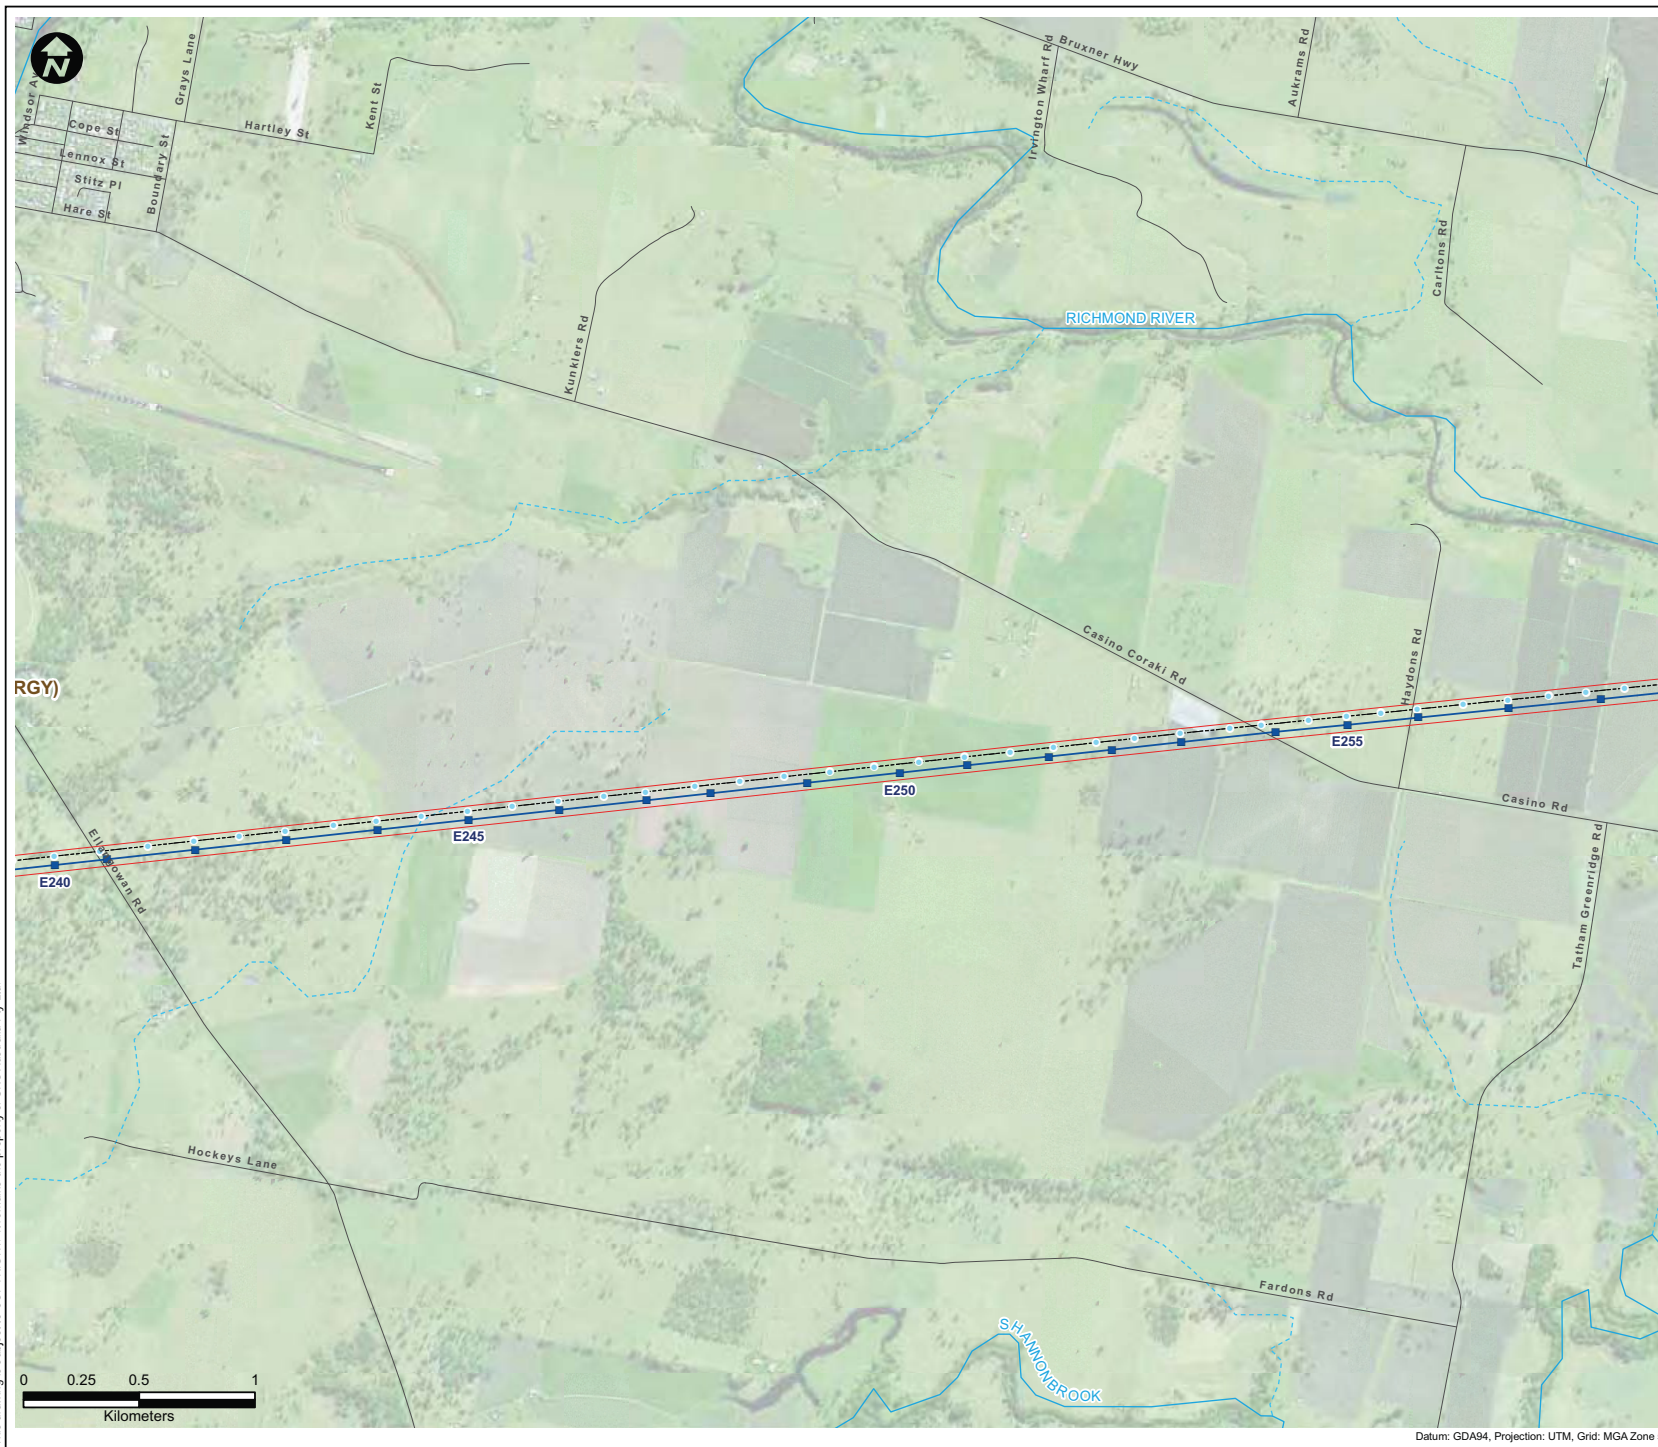 N
Windsor Av
Grays Lane
Cope St
Lennox St
Stitz Pl
Hare St
Boundary St
Hartley St
Kent St
Irvington Wharf Rd
Bruxner Hwy
Aukrams Rd
Carltons Rd
RICHMOND RIVER
Kunklers Rd
Casino Coraki Rd
Haydons Rd
RGY)
E255
E250
E245
E240
Casino Rd
Ellangowan Rd
Tatham Greenridge Rd
Hockeys Lane
Fardons Rd
SHANNONBROOK
0 0.25 0.5 1
Kilometers
Datum: GDA94, Projection: UTM, Grid: MGA Zone